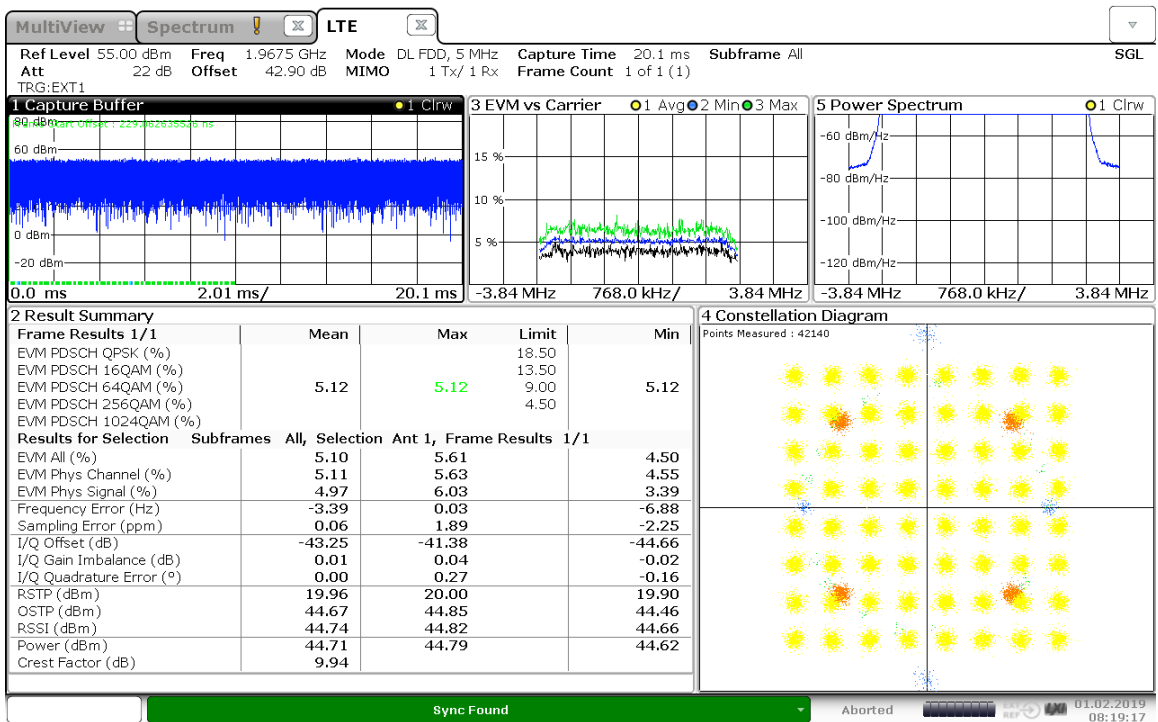 MultiView Spectrum LTE
Ref Level 55.00 dBm Freq 1.9675 GHz Mode DL FDD, 5 MHz Capture Time 20.1 ms Subframe All SGL
Att 22 dB Offset 42.90 dB MIMO 1 Tx/ 1 Rx Frame Count 1 of 1 (1)
TRG:EXT1
1 Capture Buffer 1 Clrw
80 dBm
Frame Start Offset : 229.862635526 ns
60 dBm
0 dBm
-20 dBm
0.0 ms 2.01 ms/ 20.1 ms
3 EVM vs Carrier 1 Avg 2 Min 3 Max
15 %
10 %
5 %
-3.84 MHz 768.0 kHz/ 3.84 MHz
5 Power Spectrum 1 Clrw
-60 dBm/Hz
-80 dBm/Hz
-100 dBm/Hz
-120 dBm/Hz
-3.84 MHz 768.0 kHz/ 3.84 MHz
2 Result Summary
Frame Results 1/1 Mean Max Limit Min
EVM PDSCH QPSK (%) 18.50
EVM PDSCH 16QAM (%) 13.50
EVM PDSCH 64QAM (%) 5.12 5.12 9.00 5.12
EVM PDSCH 256QAM (%) 4.50
EVM PDSCH 1024QAM (%)
Results for Selection Subframes All, Selection Ant 1, Frame Results 1/1
EVM All (%) 5.10 5.61 4.50
EVM Phys Channel (%) 5.11 5.63 4.55
EVM Phys Signal (%) 4.97 6.03 3.39
Frequency Error (Hz) -3.39 0.03 -6.88
Sampling Error (ppm) 0.06 1.89 -2.25
I/Q Offset (dB) -43.25 -41.38 -44.66
I/Q Gain Imbalance (dB) 0.01 0.04 -0.02
I/Q Quadrature Error (º) 0.00 0.27 -0.16
RSTP (dBm) 19.96 20.00 19.90
OSTP (dBm) 44.67 44.85 44.46
RSSI (dBm) 44.74 44.82 44.66
Power (dBm) 44.71 44.79 44.62
Crest Factor (dB) 9.94
4 Constellation Diagram
Points Measured : 42140
Sync Found Aborted EXT REF LXI 01.02.2019
08:19:17